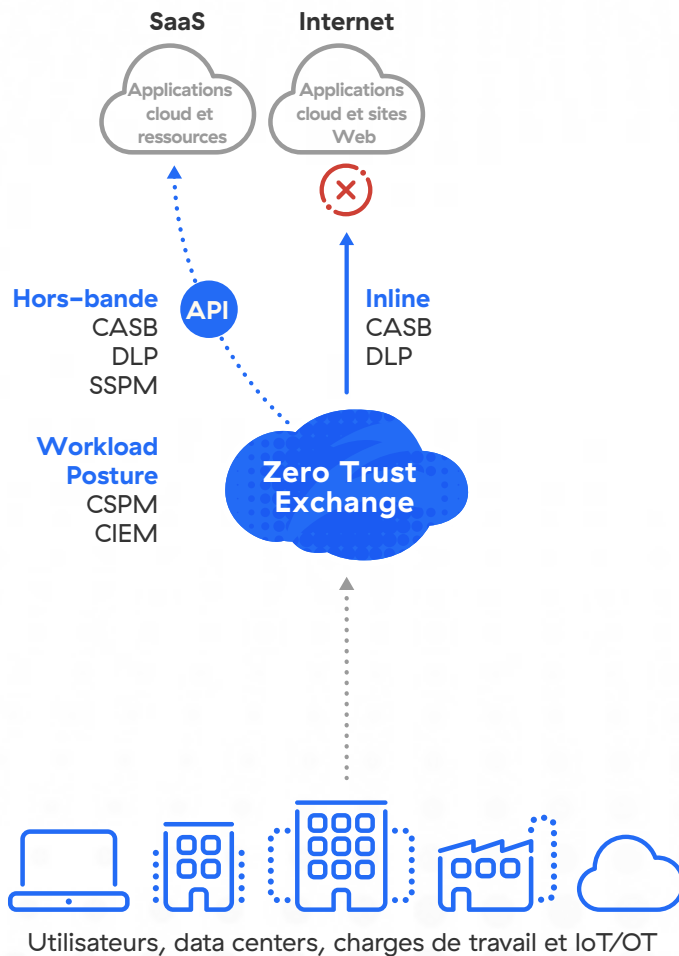 SaaS
Internet
Applications
cloud et
ressources
Applications
cloud et sites
Web
Hors-bande
CASB
DLP
SSPM
API
Inline
CASB
DLP
Workload
Posture
CSPM
CIEM
Zero Trust
Exchange
Utilisateurs, data centers, charges de travail et IoT/OT